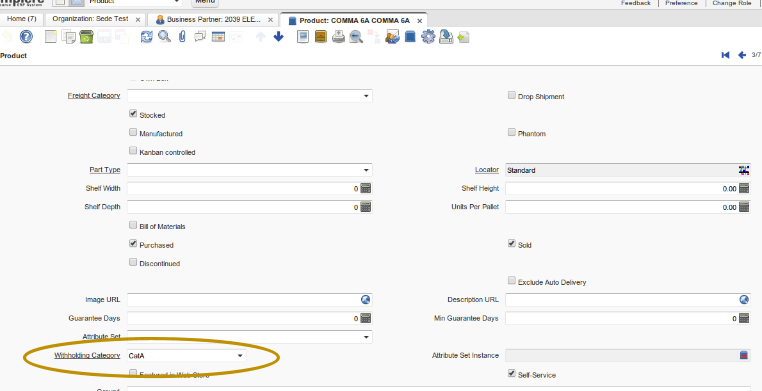 Product
Menu
Feedback | Preference | Change Role |
Home (7) Organization: Sede Test × Business Partner: 2039 ELE... × Product: COMMA 6A COMMA 6A ×
Product 3/7
Freight Category Drop Shipment
Stocked
Manufactured Phantom
Kanban controlled
Part Type Locator Standard
Shelf Width 0 Shelf Height 0.00
Shelf Depth 0 Units Per Pallet 0.00
Bill of Materials
Purchased Sold
Discontinued
Exclude Auto Delivery
Image URL Description URL
Guarantee Days 0 Min Guarantee Days 0
Attribute Set
Withholding Category CatA Attribute Set Instance
Featured in Web Store Self-Service